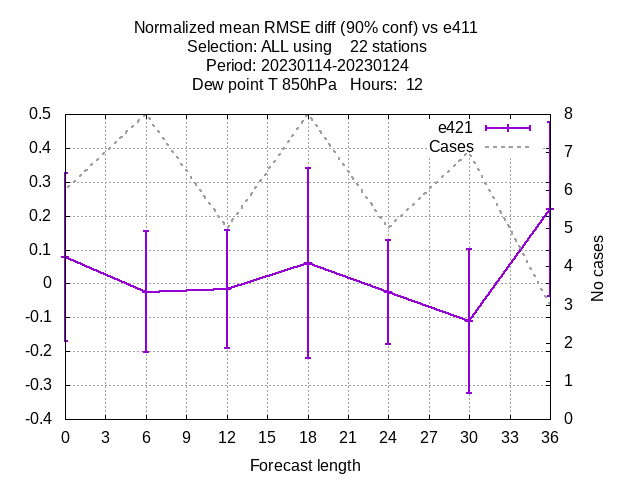 Normalized mean RMSE diff (90% conf) vs e411
Selection: ALL using    22 stations
Period: 20230114-20230124
Dew point T 850hPa   Hours:  12
e421
Cases
0.5
0.4
0.3
0.2
0.1
0
-0.1
-0.2
-0.3
-0.4
8
7
6
5
4
3
2
1
0
No cases
0 3 6 9 12 15 18 21 24 27 30 33 36
Forecast length